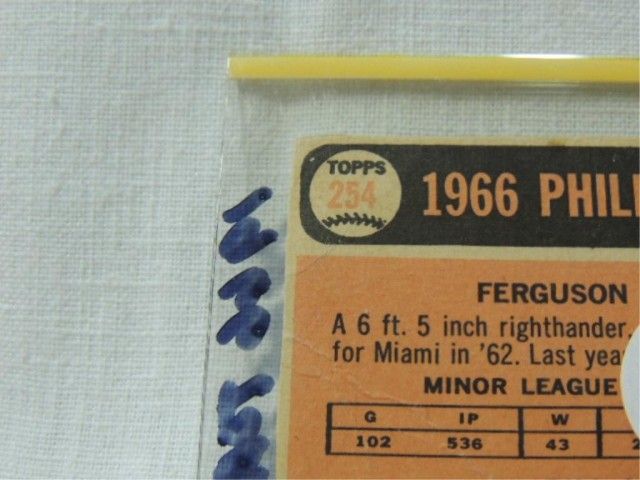 TOPPS
254
1966 PHIL
FERGUSON
A 6 ft. 5 inch righthander.
for Miami in '62. Last yea
MINOR LEAGUE
G IP W
102 536 43 2